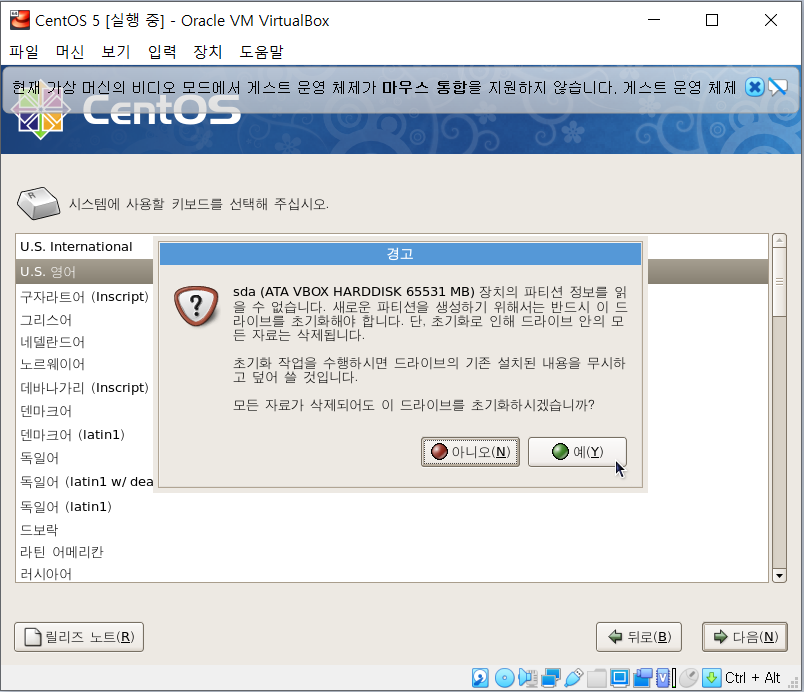 CentOS 5 [실행 중] - Oracle VM VirtualBox
파일 머신 보기 입력 장치 도움말
현재 가상 머신의 비디오 모드에서 게스트 운영 체제가 마우스 통합을 지원하지 않습니다. 게스트 운영 체제
CentOS
시스템에 사용할 키보드를 선택해 주십시오.
U.S. International
U.S. 영어
구자라트어 (Inscript)
그리스어
네덜란드어
노르웨이어
데바나가리 (Inscript)
덴마크어
덴마크어 (latin1)
독일어
독일어 (latin1 w/ dea
독일어 (latin1)
드보락
라틴 어메리칸
러시아어
경고
sda (ATA VBOX HARDDISK 65531 MB) 장치의 파티션 정보를 읽
을 수 없습니다. 새로운 파티션을 생성하기 위해서는 반드시 이 드
라이브를 초기화해야 합니다. 단, 초기화로 인해 드라이브 안의 모
든 자료는 삭제됩니다.
초기화 작업을 수행하시면 드라이브의 기존 설치된 내용을 무시하
고 덮어 쓸 것입니다.
모든 자료가 삭제되어도 이 드라이브를 초기화하시겠습니까?
아니오(N) 예(Y)
릴리즈 노트(R) 뒤로(B) 다음(N)
Ctrl + Alt